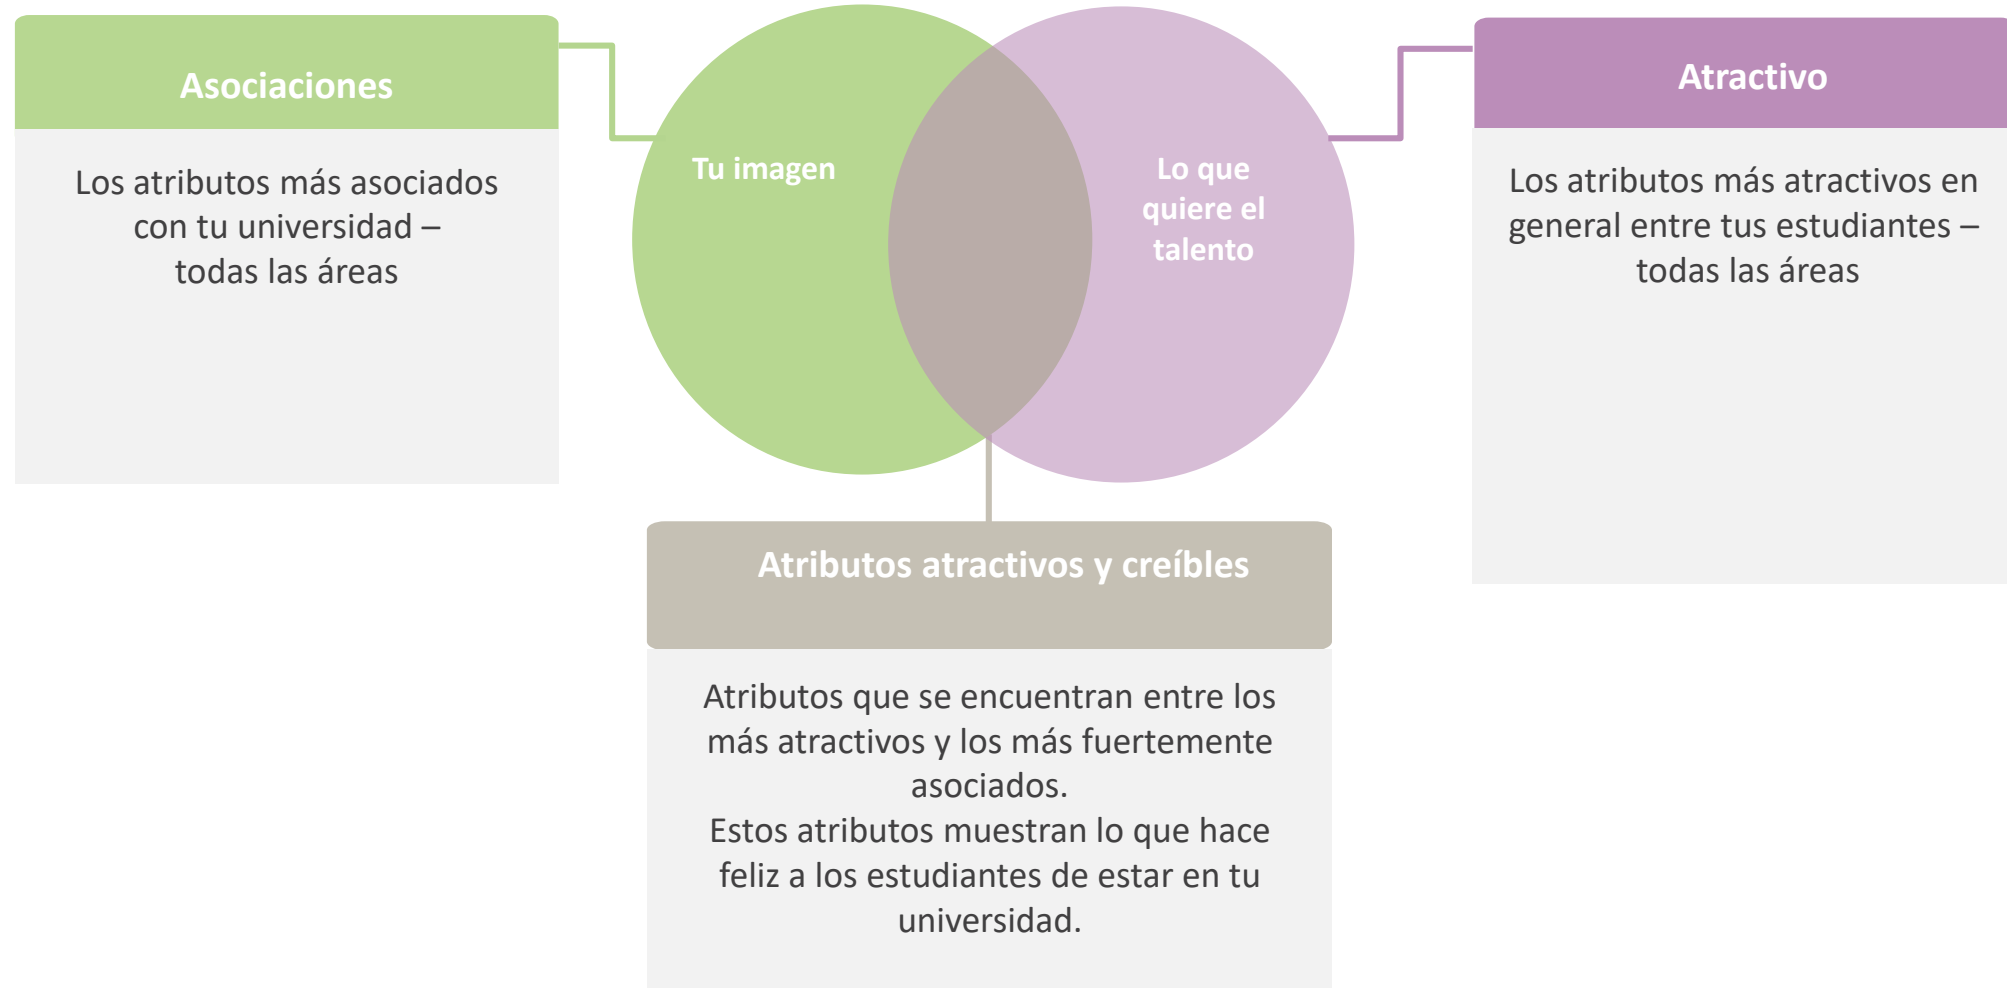 Asociaciones
Los atributos más asociados
con tu universidad –
todas las áreas
Tu imagen
Lo que
quiere el
talento
Atractivo
Los atributos más atractivos en
general entre tus estudiantes –
todas las áreas
Atributos atractivos y creíbles
Atributos que se encuentran entre los
más atractivos y los más fuertemente
asociados.
Estos atributos muestran lo que hace
feliz a los estudiantes de estar en tu
universidad.